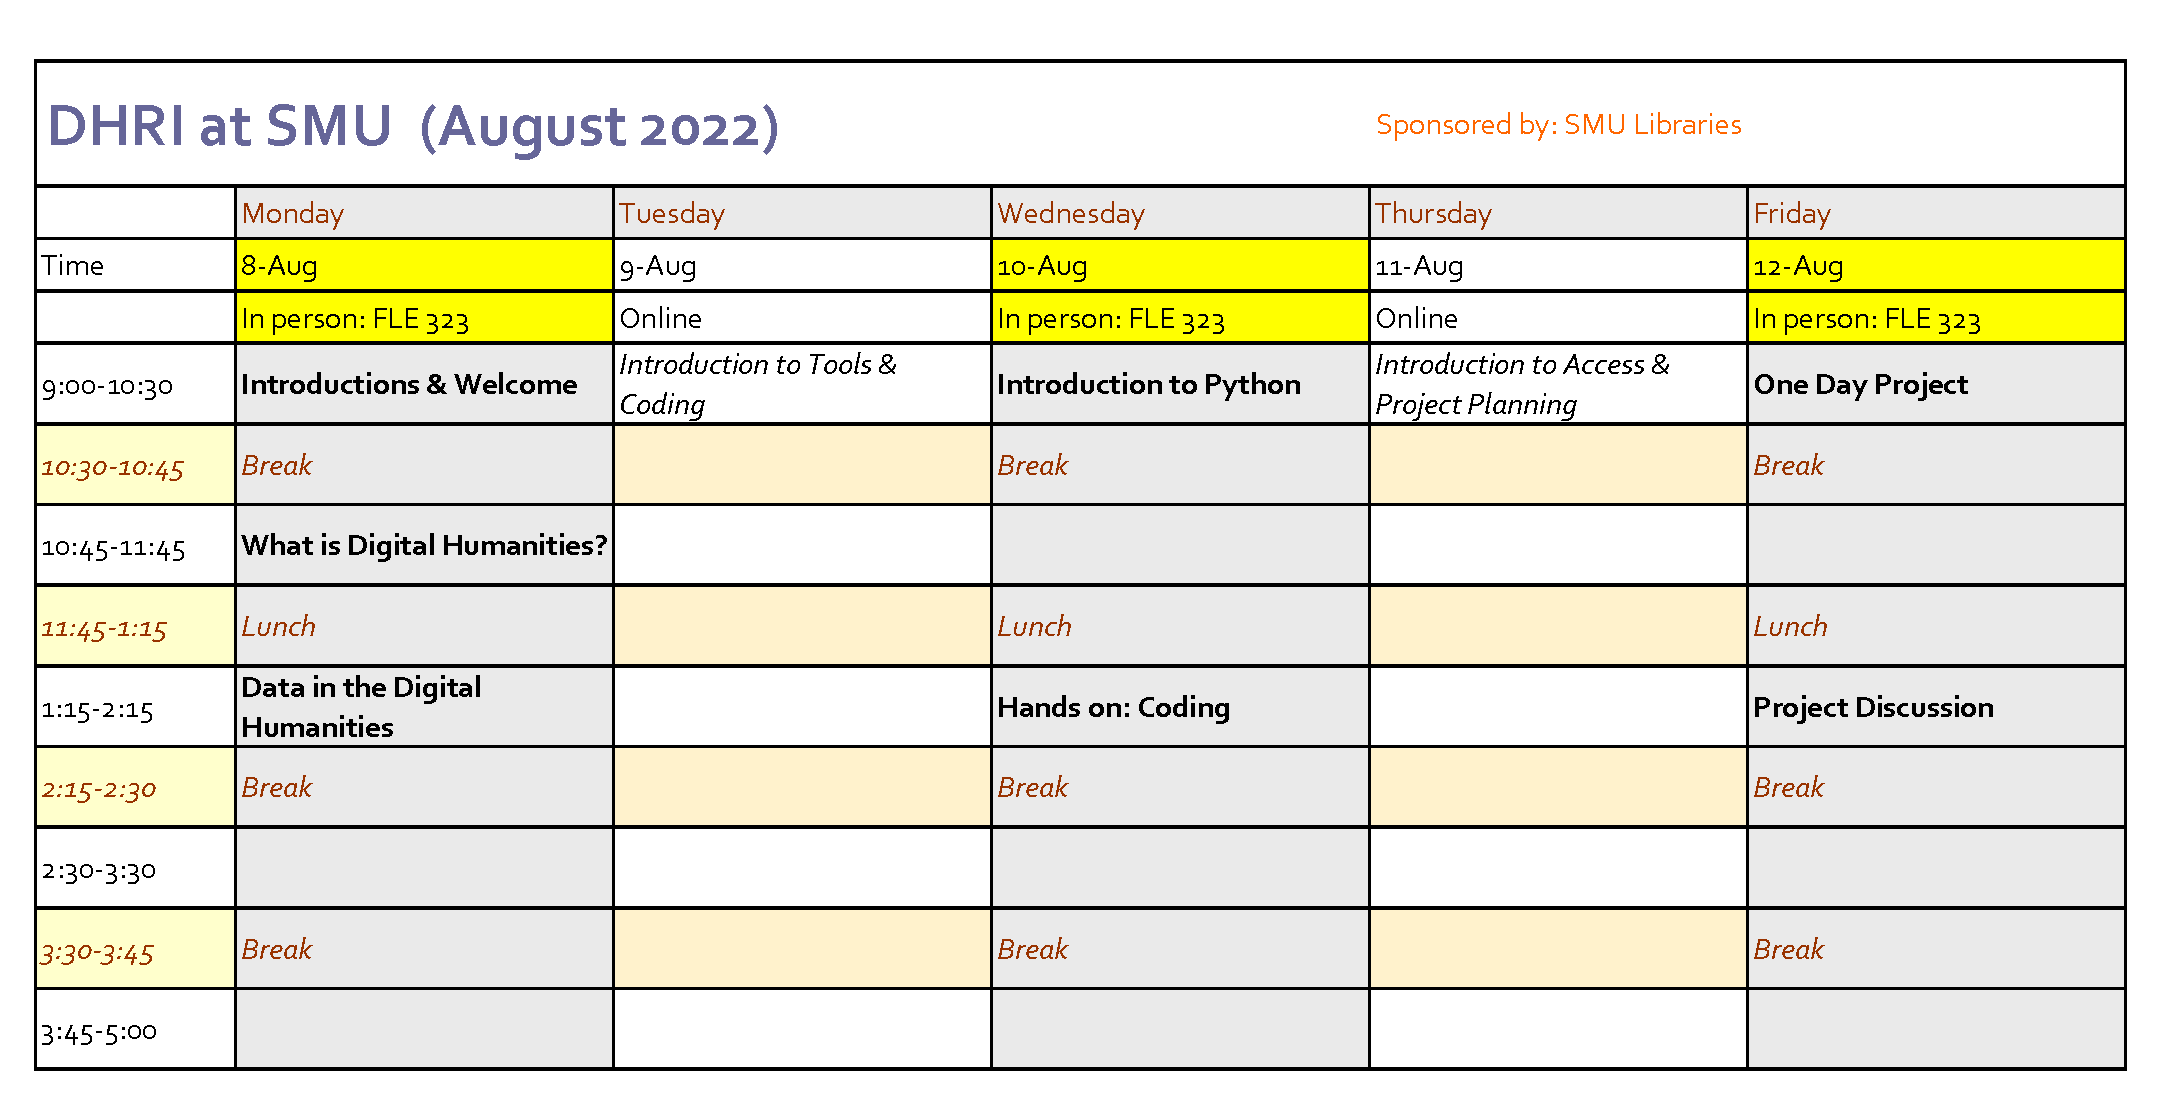 DHRI at SMU (August 2022)
Sponsored by: SMU Libraries
Monday Tuesday Wednesday Thursday Friday
Time 8-Aug 9-Aug 10-Aug 11-Aug 12-Aug
In person: FLE 323 Online In person: FLE 323 Online In person: FLE 323
9:00-10:30 Introductions & Welcome Introduction to Tools & Coding Introduction to Python Introduction to Access & Project Planning One Day Project
10:30-10:45 Break Break Break
10:45-11:45 What is Digital Humanities?
11:45-1:15 Lunch Lunch Lunch
1:15-2:15 Data in the Digital Humanities Hands on: Coding Project Discussion
2:15-2:30 Break Break Break
2:30-3:30
3:30-3:45 Break Break Break
3:45-5:00